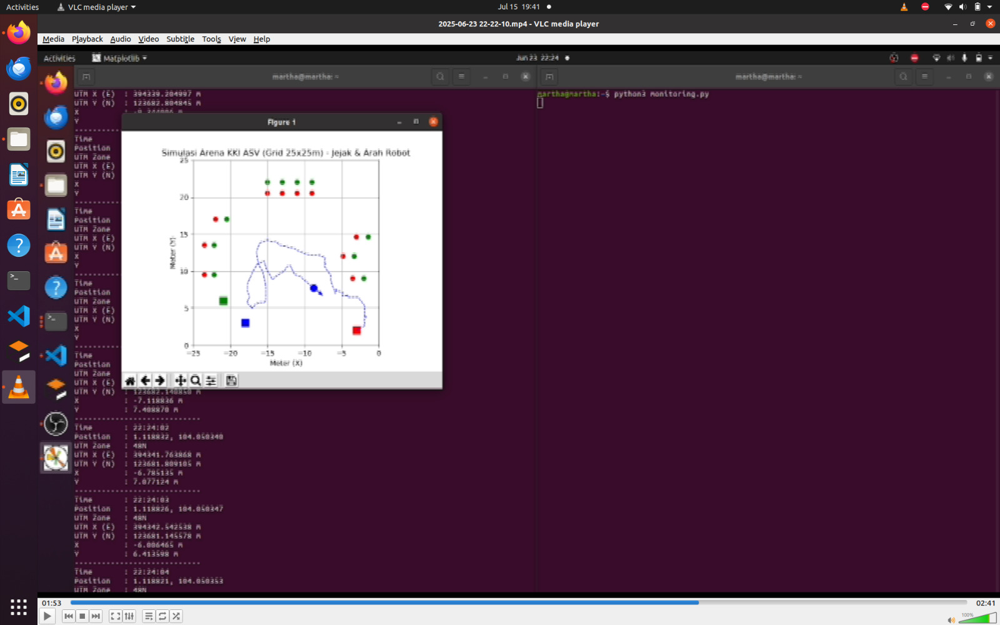 Activities
VLC media player
Jul 15 19:41
2025-06-23 22-22-10.mp4 - VLC media player
Media Playback Audio Video Subtitle Tools View Help
Activities
Matplotlib
Jun 23 22:24
martha@martha: ~
martha@martha: ~
UTM X (E) : 394339.204997 m
UTM Y (N) : 123682.804845 m
X
Y
------------------------------
Time
Position
UTM Zone
UTM X (E)
UTM Y (N)
X
Y
------------------------------
Time
Position
UTM Zone
UTM X (E)
UTM Y (N)
X
Y
------------------------------
Time
Position
UTM Zone
UTM X (E)
UTM Y (N)
X
Y
------------------------------
Time
Position
UTM Zone
UTM X (E)
UTM Y (N) : 123682.140850 m
X : -7.118836 m
Y : 7.408870 m
------------------------------
Time : 22:24:02
Position : 1.118832, 104.050340
UTM Zone : 48N
UTM X (E) : 394341.763868 m
UTM Y (N) : 123681.809105 m
X : -6.785135 m
Y : 7.077124 m
------------------------------
Time : 22:24:03
Position : 1.118826, 104.050347
UTM Zone : 48N
UTM X (E) : 394342.542538 m
UTM Y (N) : 123681.145578 m
X : -6.006465 m
Y : 6.413598 m
------------------------------
Time : 22:24:04
Position : 1.118821, 104.050353
UTM Zone : 48N
Figure 1
Simulasi Arena KKI ASV (Grid 25x25m) - Jejak & Arah Robot
25
20
15
10
5
0
Meter (Y)
-25 -20 -15 -10 -5 0
Meter (X)
martha@martha:~$ python3 monitoring.py
01:53
02:41
100%